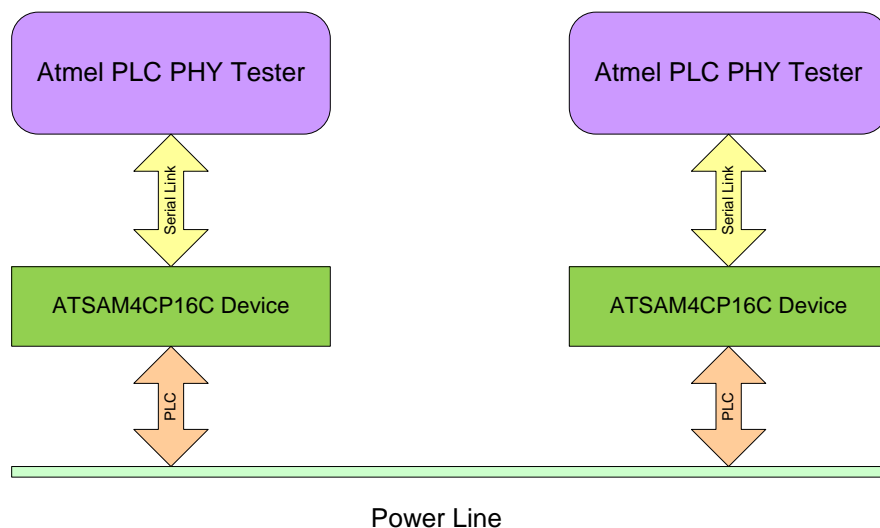 Atmel PLC PHY Tester
Atmel PLC PHY Tester
Serial Link
Serial Link
ATSAM4CP16C Device
ATSAM4CP16C Device
PLC
PLC
Power Line